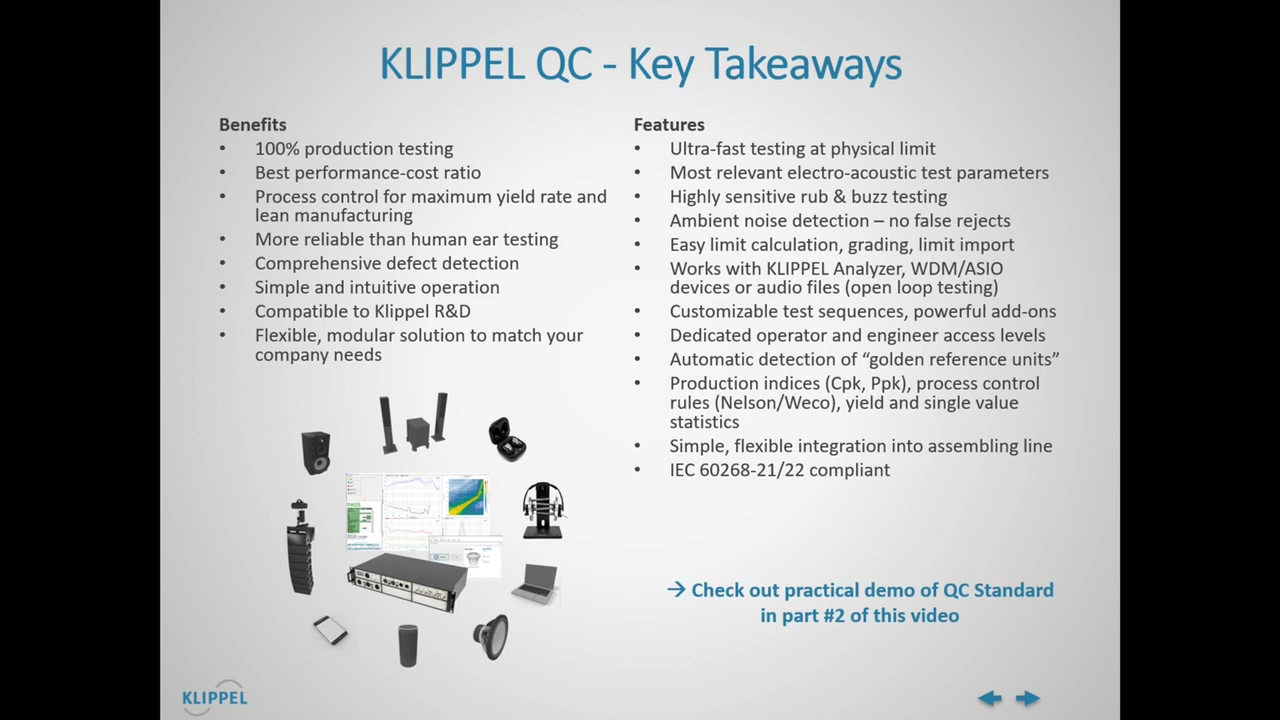 KLIPPEL QC - Key Takeaways
Benefits
• 100% production testing
• Best performance-cost ratio
• Process control for maximum yield rate and
lean manufacturing
• More reliable than human ear testing
• Comprehensive defect detection
• Simple and intuitive operation
• Compatible to Klippel R&D
• Flexible, modular solution to match your
company needs
Features
• Ultra-fast testing at physical limit
• Most relevant electro-acoustic test parameters
• Highly sensitive rub & buzz testing
• Ambient noise detection – no false rejects
• Easy limit calculation, grading, limit import
• Works with KLIPPEL Analyzer, WDM/ASIO
devices or audio files (open loop testing)
• Customizable test sequences, powerful add-ons
• Dedicated operator and engineer access levels
• Automatic detection of “golden reference units”
• Production indices (Cpk, Ppk), process control
rules (Nelson/Weco), yield and single value
statistics
• Simple, flexible integration into assembling line
• IEC 60268-21/22 compliant
PASS
→ Check out practical demo of QC Standard
in part #2 of this video
KLIPPEL